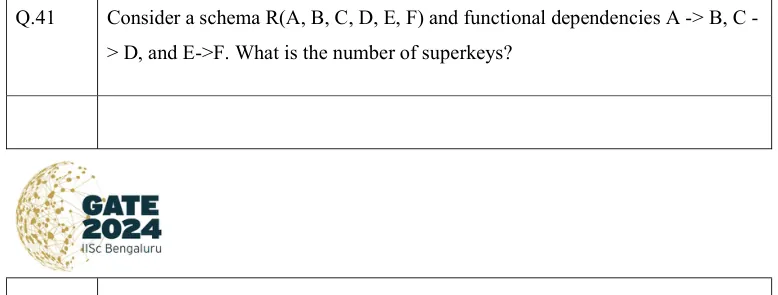 Q.41 Consider a schema R(A, B, C, D, E, F) and functional dependencies A -> B, C -
> D, and E->F. What is the number of superkeys?
GATE
2024
IISc Bengaluru